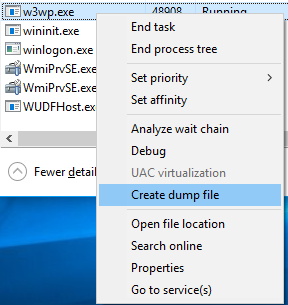 w3wp.exe 48908 Running
wininit.exe
winlogon.exe
WmiPrvSE.exe
WmiPrvSE.exe
WUDFHost.exe
Fewer detai
End task
End process tree
Set priority
Set affinity
Analyze wait chain
Debug
UAC virtualization
Create dump file
Open file location
Search online
Properties
Go to service(s)